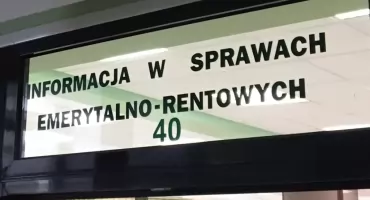 INFORMACJA W SPRAWACH
EMERYTALNO-RENTOWYCH
40